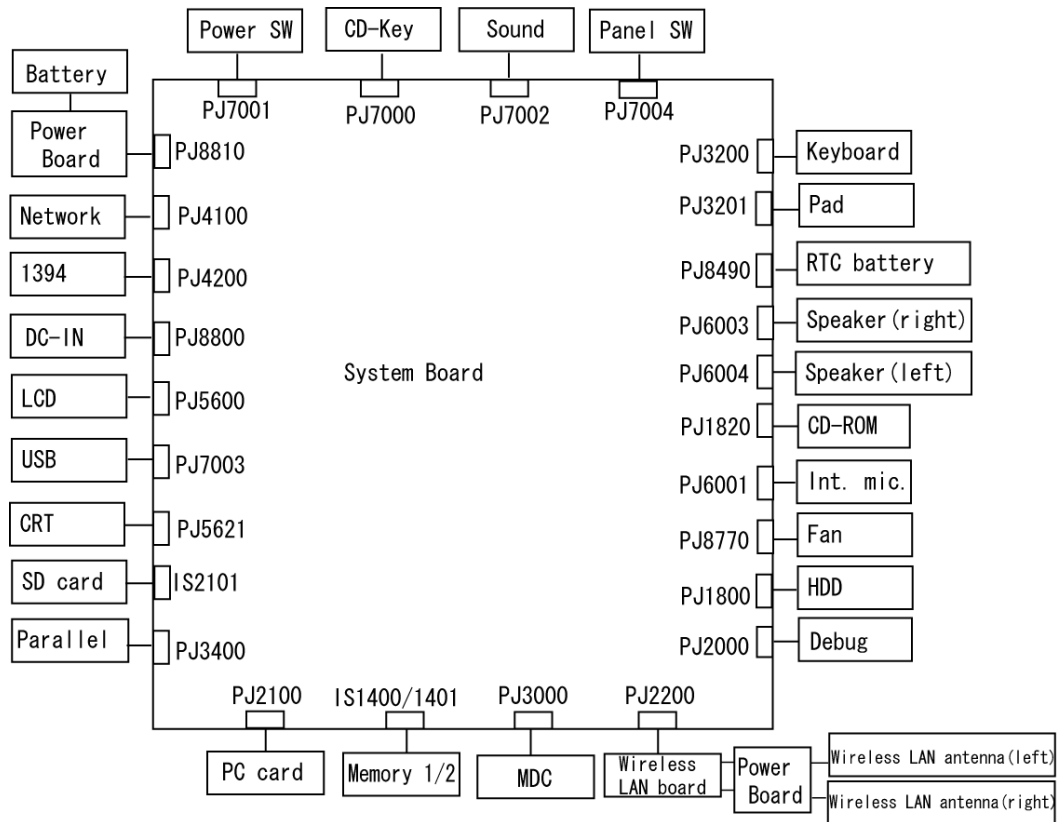 Power SW
CD-Key
Sound
Panel SW
Battery
PJ7001
PJ7000
PJ7002
PJ7004
Power
Board
PJ8810
Network
PJ4100
1394
PJ4200
DC-IN
PJ8800
LCD
PJ5600
USB
PJ7003
CRT
PJ5621
SD card
IS2101
Parallel
PJ3400
System Board
PJ3200
Keyboard
PJ3201
Pad
PJ8490
RTC battery
PJ6003
Speaker(right)
PJ6004
Speaker(left)
PJ1820
CD-ROM
PJ6001
Int. mic.
PJ8770
Fan
PJ1800
HDD
PJ2000
Debug
PJ2100
IS1400/1401
PJ3000
PJ2200
PC card
Memory 1/2
MDC
Wireless
LAN board
Power
Board
Wireless LAN antenna(left)
Wireless LAN antenna(right)